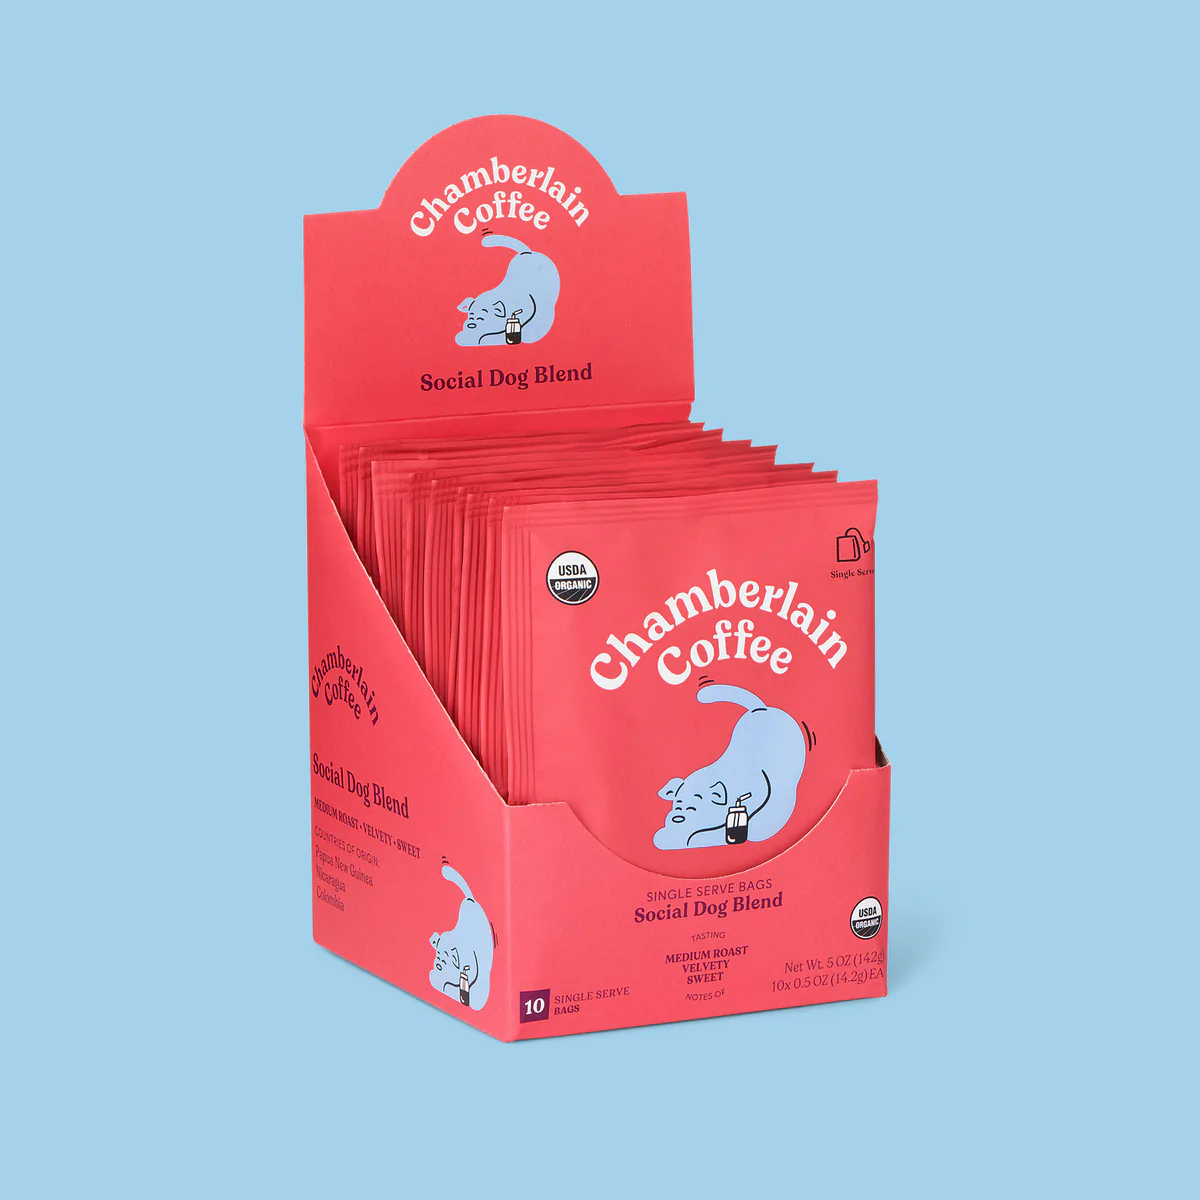 Chamberlain
Coffee
Social Dog Blend
USDA
ORGANIC
Single Serve
Chamberlain
Coffee
Chamberlain
Coffee
Social Dog Blend
MEDIUM ROAST • VELVETY • SWEET
COUNTRIES OF ORIGIN:
Papua New Guinea
Nicaragua
Colombia
SINGLE SERVE BAGS
Social Dog Blend
TASTING
MEDIUM ROAST
VELVETY
SWEET
NOTES OF
10 SINGLE SERVE
BAGS
USDA
ORGANIC
Net Wt. 5 OZ (142g)
10x 0.5 OZ (14.2g) EA